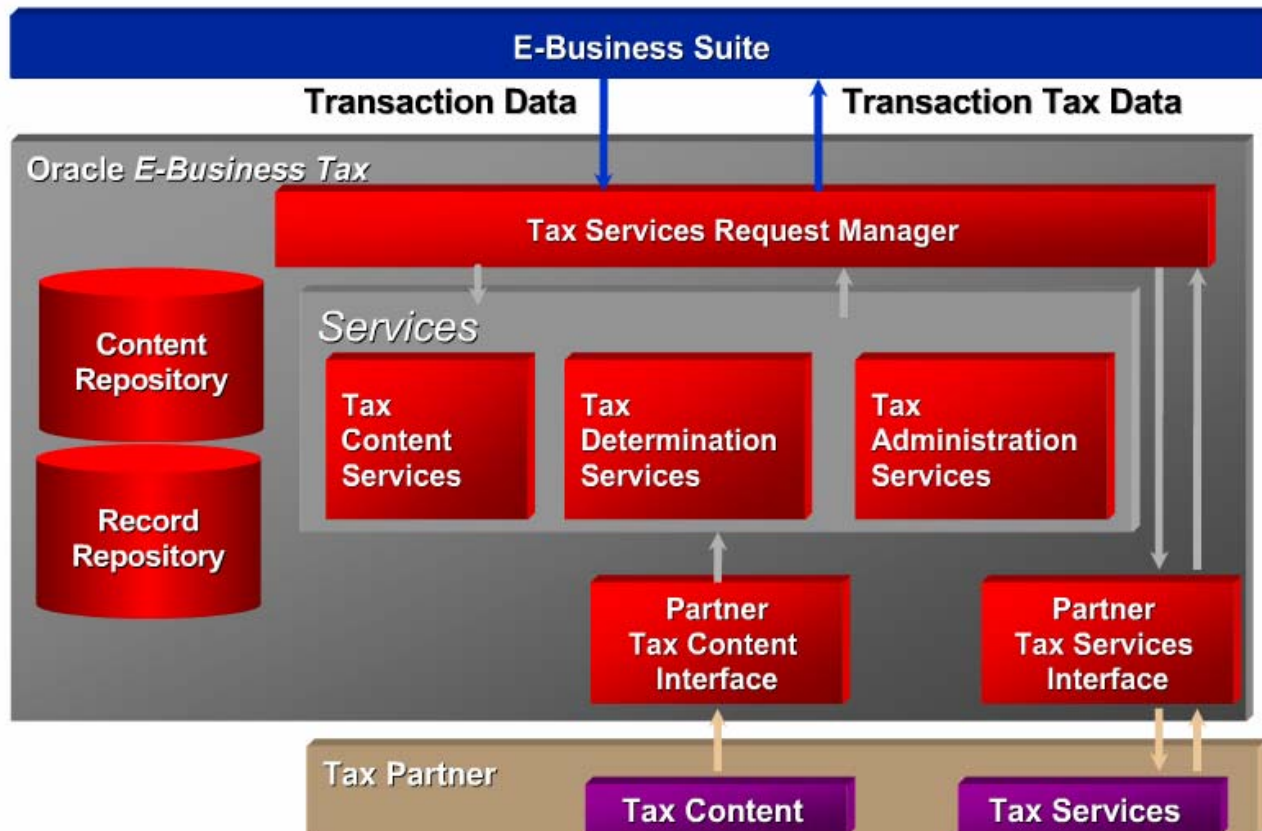 E-Business Suite
Transaction Data
Transaction Tax Data
Oracle E-Business Tax
Tax Services Request Manager
Content
Repository
Record
Repository
Services
Tax
Content
Services
Tax
Determination
Services
Tax
Administration
Services
Partner
Tax Content
Interface
Partner
Tax Services
Interface
Tax Partner
Tax Content
Tax Services